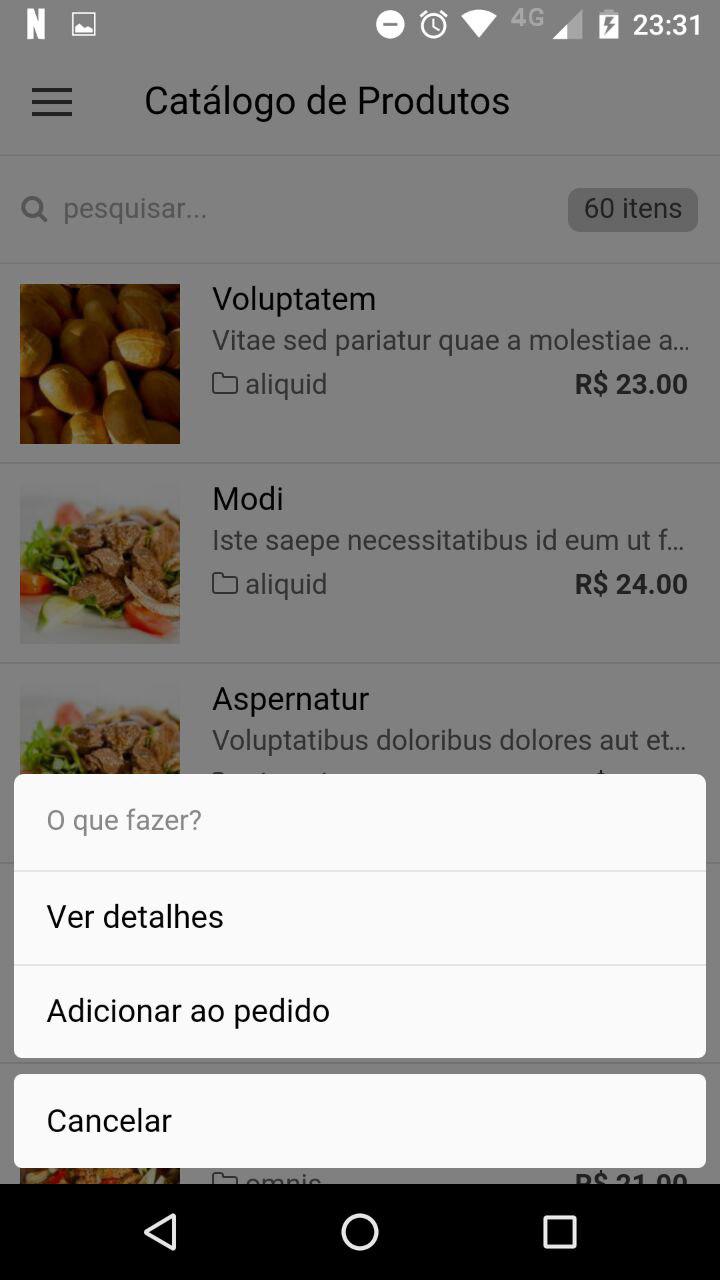 4G 23:31
Catálogo de Produtos
pesquisar... 60 itens
Voluptatem
Vitae sed pariatur quae a molestiae a...
aliquid R$ 23.00
Modi
Iste saepe necessitatibus id eum ut f...
aliquid R$ 24.00
Aspernatur
Voluptatibus doloribus dolores aut et...
O que fazer?
Ver detalhes
Adicionar ao pedido
Cancelar
omnis R$ 21.00